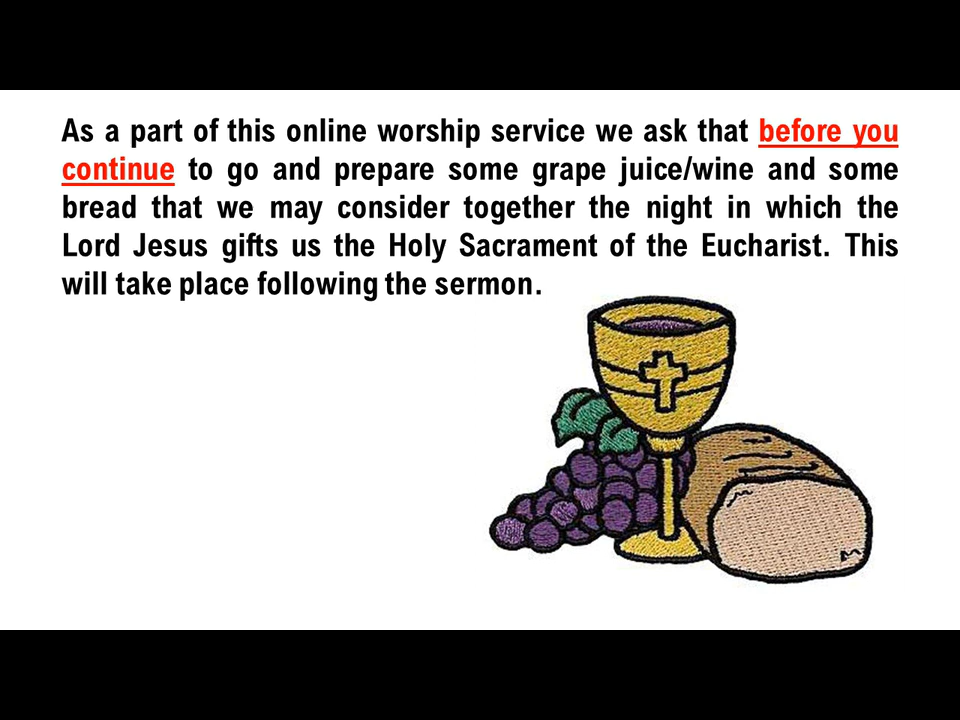 As a part of this online worship service we ask that before you
continue to go and prepare some grape juice/wine and some
bread that we may consider together the night in which the
Lord Jesus gifts us the Holy Sacrament of the Eucharist. This
will take place following the sermon.